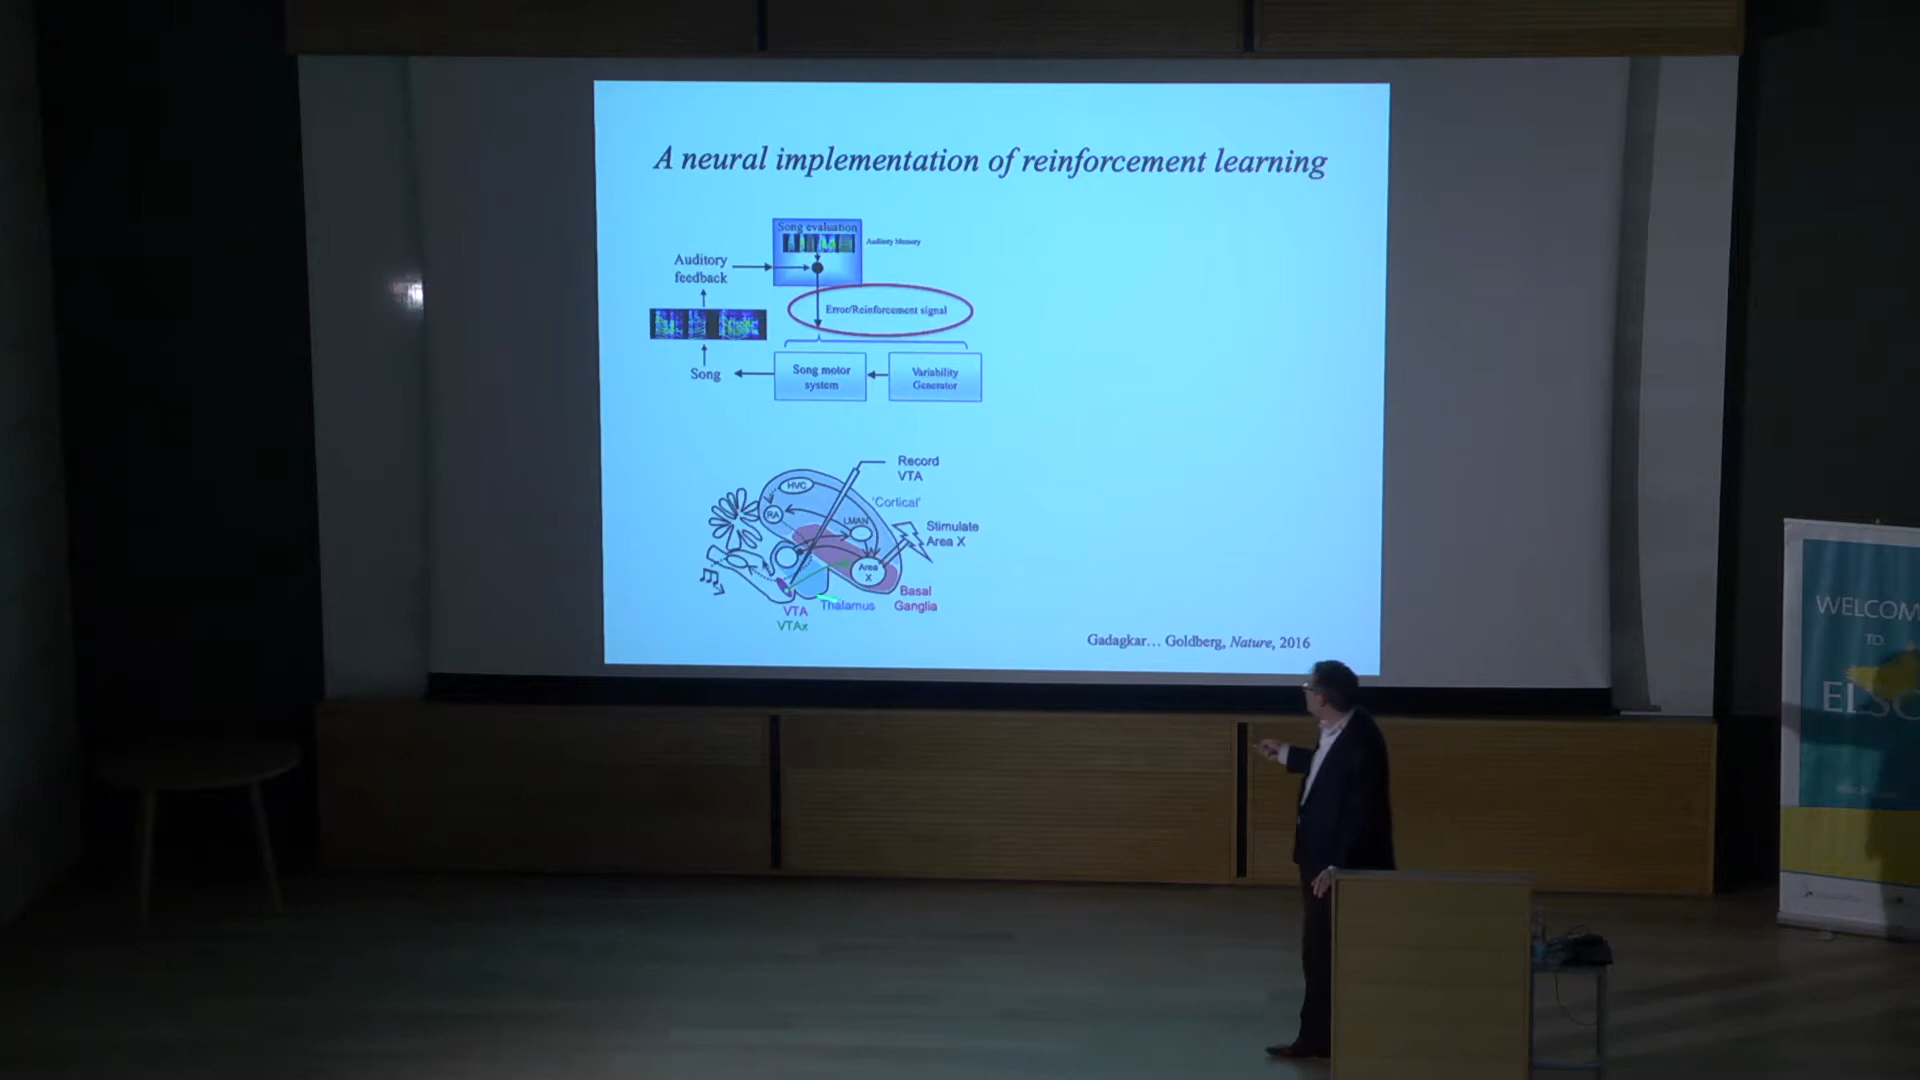 A neural implementation of reinforcement learning
Song evaluation
Auditory Memory
Auditory
feedback
Error/Reinforcement signal
Song
Song motor
system
Variability
Generator
Record
VTA
HVC
'Cortical'
RA
LMAN
Stimulate
Area X
Area
X
Basal
Ganglia
Thalamus
VTA
VTAx
Gadagkar... Goldberg, Nature, 2016
WELCOM
TO
ELSC